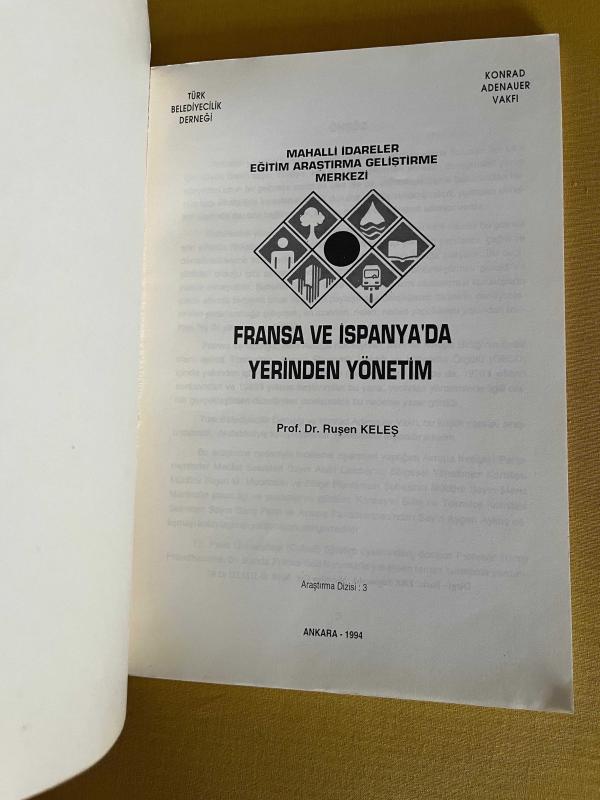 TÜRK
BELEDİYECİLİK
DERNEĞİ
KONRAD
ADENAUER
VAKFI
MAHALLİ İDARELER
EĞİTİM ARAŞTIRMA GELİŞTİRME
MERKEZİ
FRANSA VE İSPANYA'DA
YERİNDEN YÖNETİM
Prof. Dr. Ruşen KELEŞ
Araştırma Dizisi : 3
ANKARA - 1994